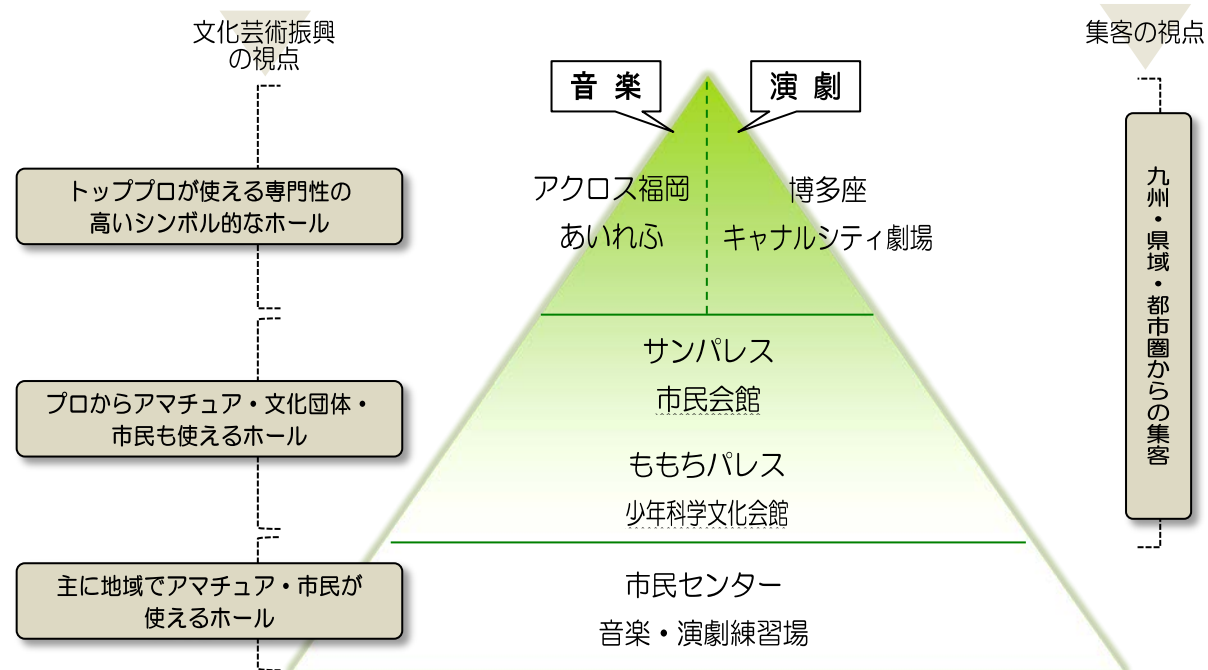 文化芸術振興
の視点
集客の視点
音 楽
演 劇
トッププロが使える専門性の
高いシンボル的なホール
アクロス福岡
あいれふ
博多座
キャナルシティ劇場
九州・県域・都市圏からの集客
プロからアマチュア・文化団体・
市民も使えるホール
サンパレス
市民会館
ももちパレス
少年科学文化会館
主に地域でアマチュア・市民が
使えるホール
市民センター
音楽・演劇練習場